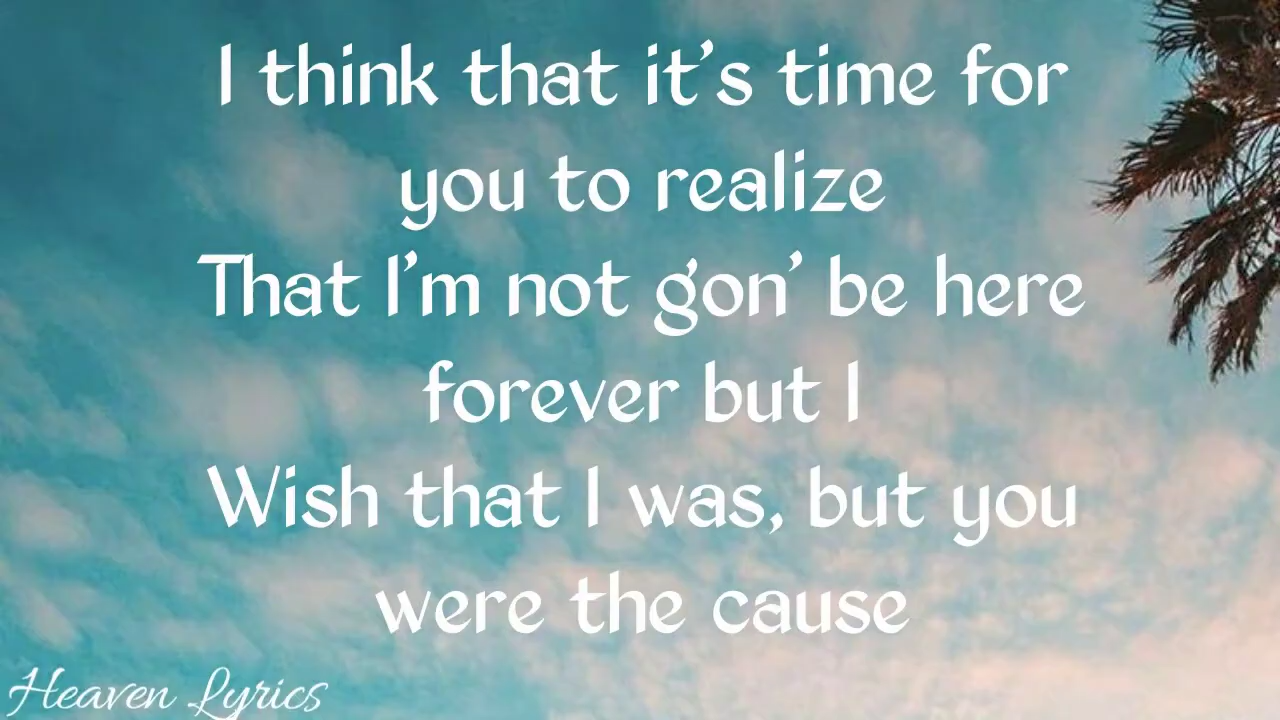 I think that it's time for
you to realize
That I'm not gon' be here
forever but I
Wish that I was, but you
were the cause
Heaven Lyrics